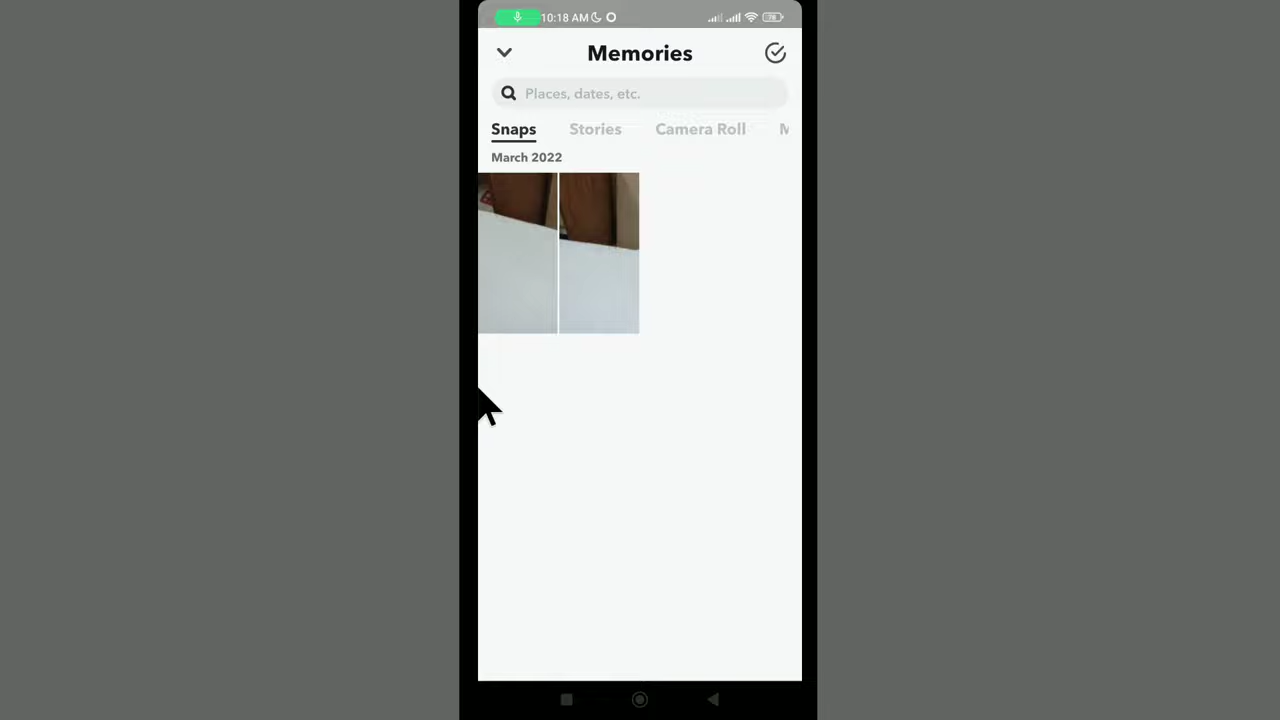 10:18 AM
Memories
Places, dates, etc.
Snaps Stories Camera Roll M
March 2022